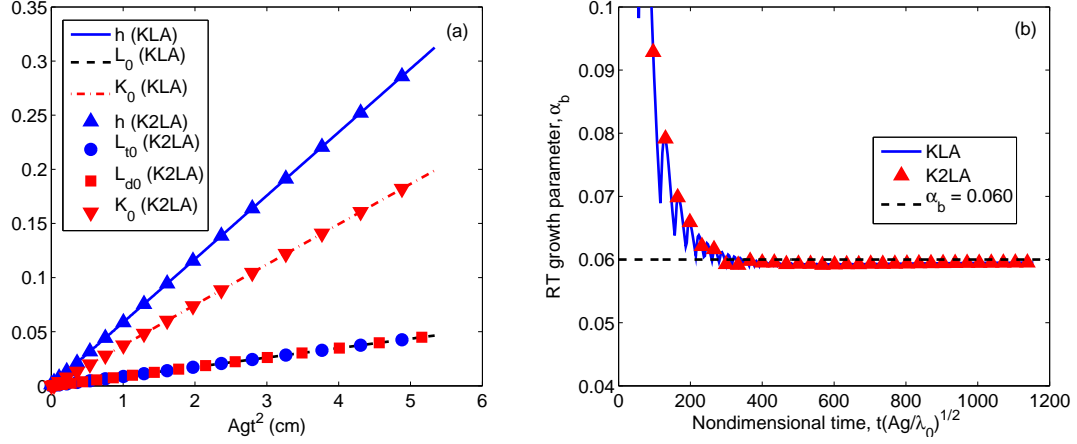 (a)
0.35
0.3
0.25
0.2
0.15
0.1
0.05
0
h (KLA)
L₀ (KLA)
K₀ (KLA)
h (K2LA)
Lₜ₀ (K2LA)
L_d0 (K2LA)
K₀ (K2LA)
0 1 2 3 4 5 6
Agt² (cm)
(b)
RT growth parameter, α_b
0.1
0.09
0.08
0.07
0.06
0.05
0.04
KLA
K2LA
α_b = 0.060
0 200 400 600 800 1000 1200
Nondimensional time, t(Ag/λ₀)^1/2